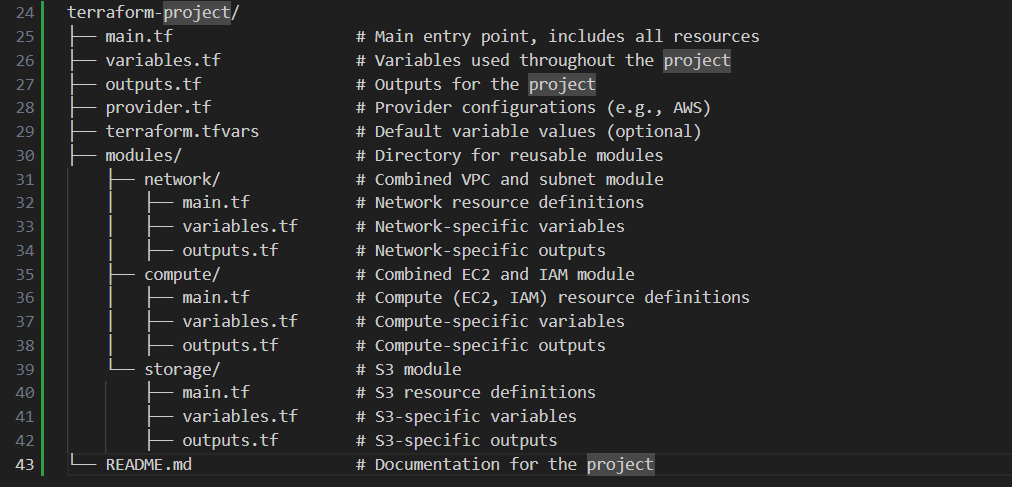 24 terraform-project/
25 ├── main.tf                   # Main entry point, includes all resources
26 ├── variables.tf              # Variables used throughout the project
27 ├── outputs.tf                # Outputs for the project
28 ├── provider.tf               # Provider configurations (e.g., AWS)
29 ├── terraform.tfvars          # Default variable values (optional)
30 ├── modules/                  # Directory for reusable modules
31     ├── network/              # Combined VPC and subnet module
32     │   ├── main.tf           # Network resource definitions
33     │   ├── variables.tf      # Network-specific variables
34     │   ├── outputs.tf        # Network-specific outputs
35     ├── compute/              # Combined EC2 and IAM module
36     │   ├── main.tf           # Compute (EC2, IAM) resource definitions
37     │   ├── variables.tf      # Compute-specific variables
38     │   ├── outputs.tf        # Compute-specific outputs
39     └── storage/              # S3 module
40         ├── main.tf           # S3 resource definitions
41         ├── variables.tf      # S3-specific variables
42         ├── outputs.tf        # S3-specific outputs
43 └── README.md                 # Documentation for the project